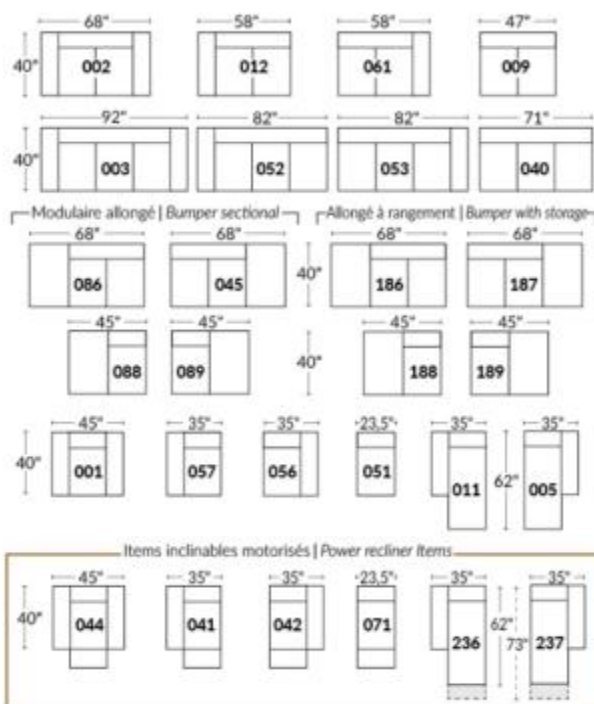 68" 58" 58" 47"
40" 002 012 061 009
92" 82" 82" 71"
40" 003 052 053 040
Modulaire allongé | Bumper sectional Allongé à rangement | Bumper with storage
68" 68" 68" 68"
086 045 40" 186 187
45" 45" 45" 45"
088 089 40" 188 189
45" 35" 35" 23,5" 35" 35"
40" 001 057 056 051 011 62" 005
Items inclinables motorisés | Power recliner Items
45" 35" 35" 23,5" 35" 35"
40" 044 041 042 071 236 62" 73" 237